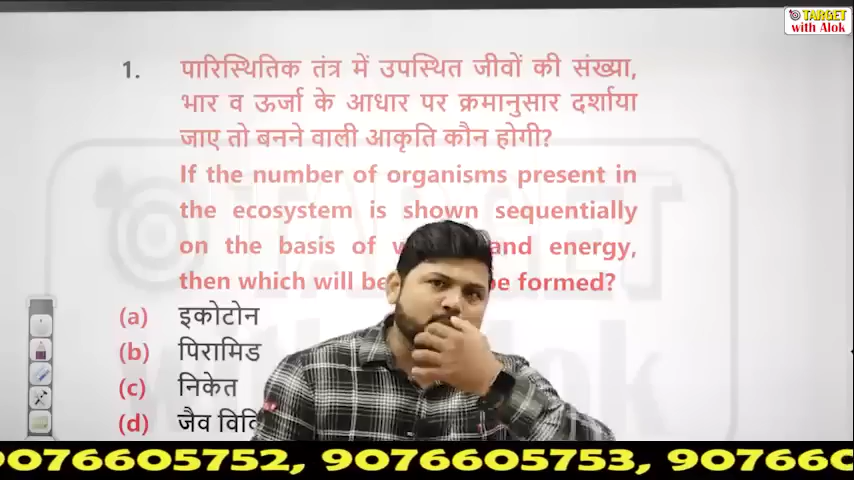 TARGET
with Alok
1. पारिस्थितिक तंत्र में उपस्थित जीवों की संख्या,
भार व ऊर्जा के आधार पर क्रमानुसार दर्शाया
जाए तो बनने वाली आकृति कौन होगी?
If the number of organisms present in
the ecosystem is shown sequentially
on the basis of and energy,
then which will be be formed?
(a) इकोटोन
(b) पिरामिड
(c) निकेत
(d) जैव
9076605752, 9076605753, 90766